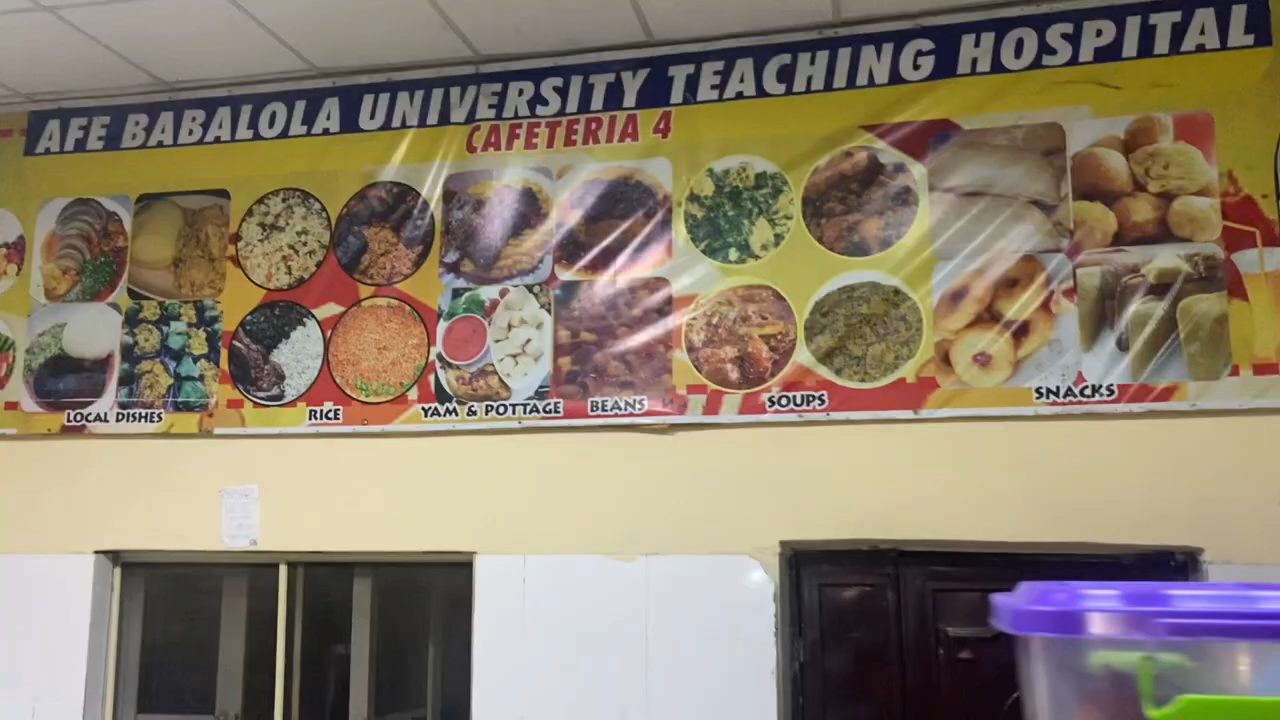 AFE BABALOLA UNIVERSITY TEACHING HOSPITAL
CAFETERIA 4
LOCAL DISHES
RICE
YAM & POTTAGE
BEANS
SOUPS
SNACKS